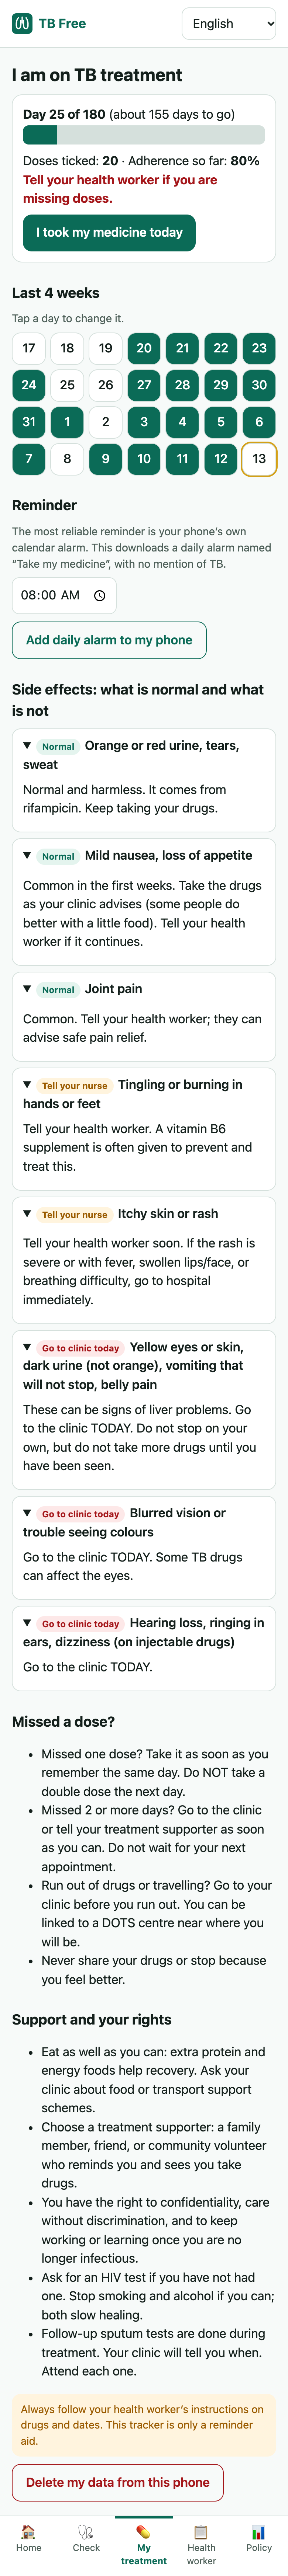 TB Free
English
I am on TB treatment
Day 25 of 180 (about 155 days to go)
Doses ticked: 20 · Adherence so far: 80%
Tell your health worker if you are
missing doses.
I took my medicine today
Last 4 weeks
Tap a day to change it.
17 18 19 20 21 22 23
24 25 26 27 28 29 30
31 1 2 3 4 5 6
7 8 9 10 11 12 13
Reminder
The most reliable reminder is your phone's own
calendar alarm. This downloads a daily alarm named
“Take my medicine”, with no mention of TB.
08:00 AM
Add daily alarm to my phone
Side effects: what is normal and what
is not
Normal Orange or red urine, tears,
sweat
Normal and harmless. It comes from
rifampicin. Keep taking your drugs.
Normal Mild nausea, loss of appetite
Common in the first weeks. Take the drugs
as your clinic advises (some people do
better with a little food). Tell your health
worker if it continues.
Normal Joint pain
Common. Tell your health worker; they can
advise safe pain relief.
Tell your nurse Tingling or burning in
hands or feet
Tell your health worker. A vitamin B6
supplement is often given to prevent and
treat this.
Tell your nurse Itchy skin or rash
Tell your health worker soon. If the rash is
severe or with fever, swollen lips/face, or
breathing difficulty, go to hospital
immediately.
Go to clinic today Yellow eyes or skin,
dark urine (not orange), vomiting that
will not stop, belly pain
These can be signs of liver problems. Go
to the clinic TODAY. Do not stop on your
own, but do not take more drugs until you
have been seen.
Go to clinic today Blurred vision or
trouble seeing colours
Go to the clinic TODAY. Some TB drugs
can affect the eyes.
Go to clinic today Hearing loss, ringing in
ears, dizziness (on injectable drugs)
Go to the clinic TODAY.
Missed a dose?
• Missed one dose? Take it as soon as you
remember the same day. Do NOT take a
double dose the next day.
• Missed 2 or more days? Go to the clinic
or tell your treatment supporter as soon
as you can. Do not wait for your next
appointment.
• Run out of drugs or travelling? Go to your
clinic before you run out. You can be
linked to a DOTS centre near where you
will be.
• Never share your drugs or stop because
you feel better.
Support and your rights
• Eat as well as you can: extra protein and
energy foods help recovery. Ask your
clinic about food or transport support
schemes.
• Choose a treatment supporter: a family
member, friend, or community volunteer
who reminds you and sees you take
drugs.
• You have the right to confidentiality, care
without discrimination, and to keep
working or learning once you are no
longer infectious.
• Ask for an HIV test if you have not had
one. Stop smoking and alcohol if you can;
both slow healing.
• Follow-up sputum tests are done during
treatment. Your clinic will tell you when.
Attend each one.
Always follow your health worker's instructions on
drugs and dates. This tracker is only a reminder
aid.
Delete my data from this phone
Home
Check
My
treatment
Health
worker
Policy